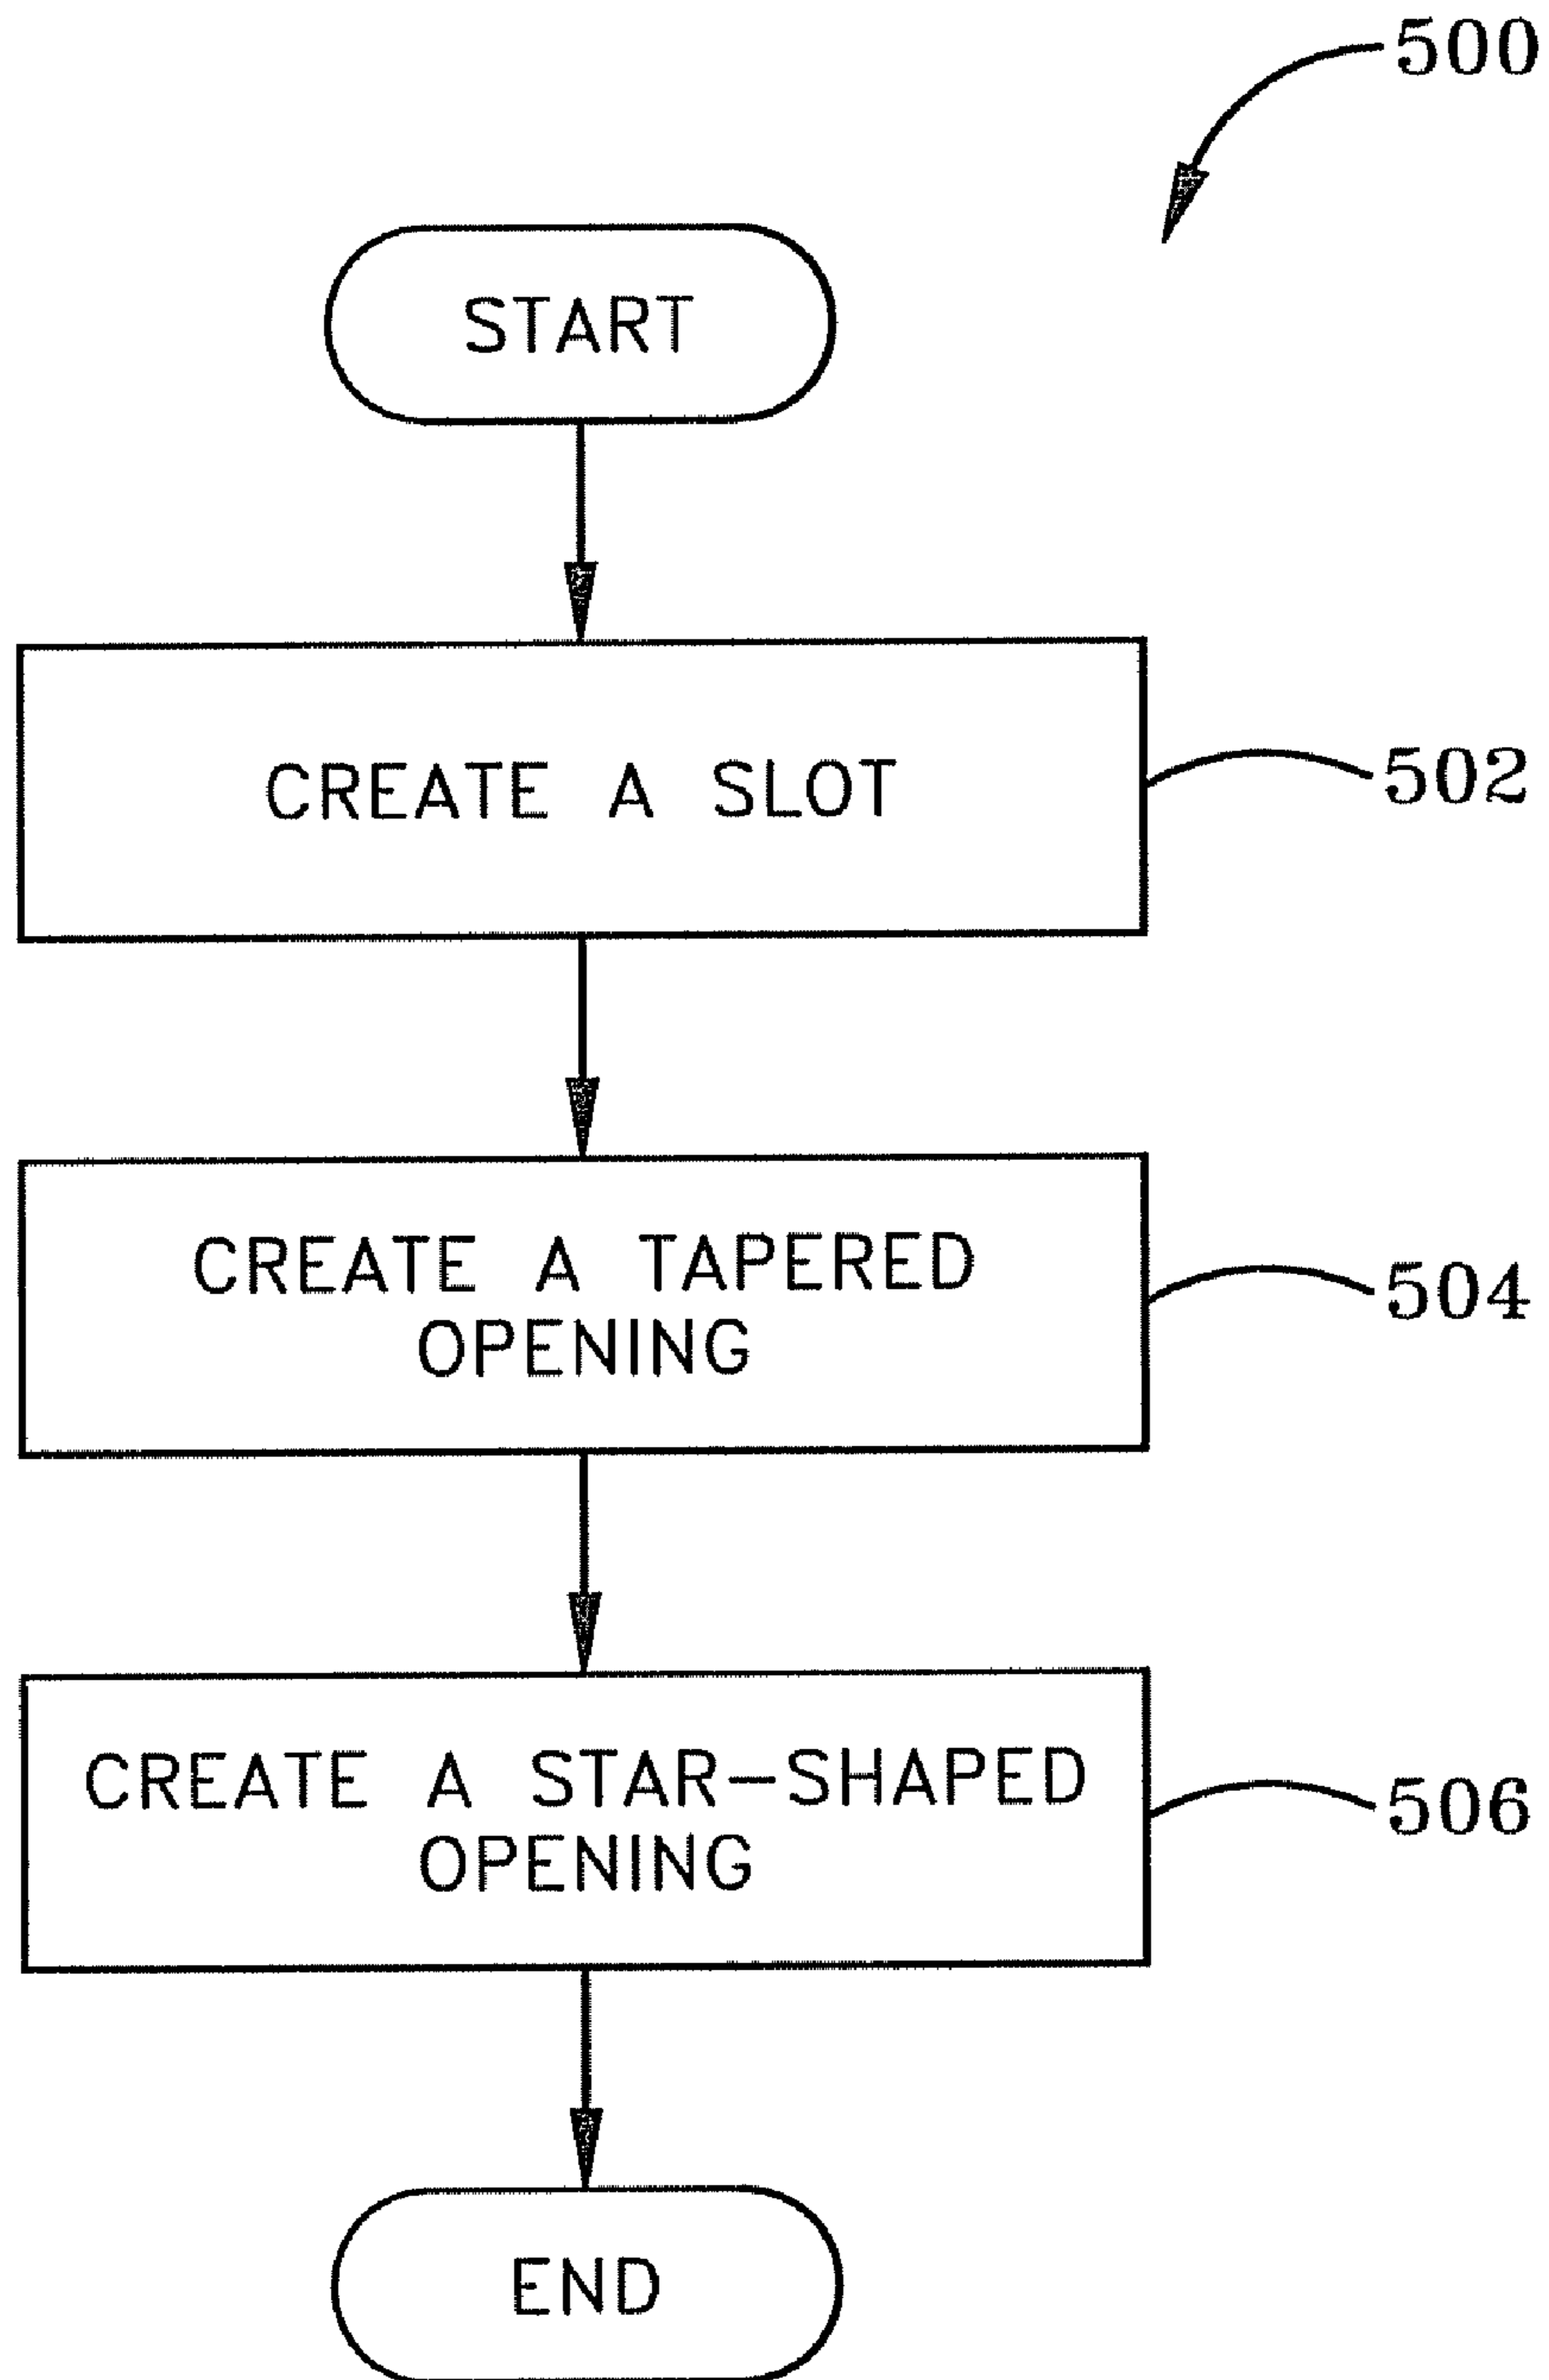 500
START
CREATE A SLOT
502
CREATE A TAPERED
OPENING
504
CREATE A STAR-SHAPED
OPENING
506
END